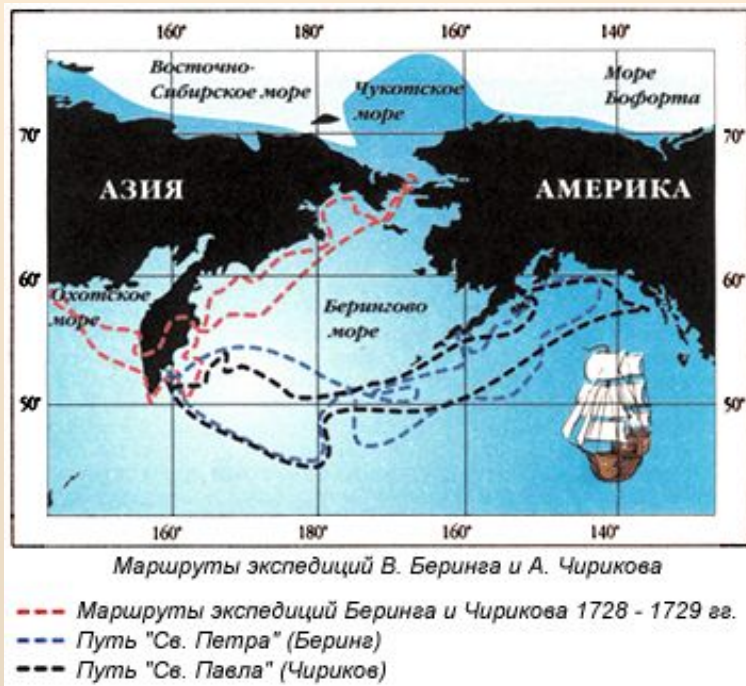 160° 180° 160° 140°
Восточно-
Сибирское море
Чукотское
море
Море
Бофорта
70° 70°
АЗИЯ
АМЕРИКА
60° 60°
Охотское
море
Берингово
море
50° 50°
160° 180° 160° 140°
Маршруты экспедиций В. Беринга и А. Чирикова
Маршруты экспедиций Беринга и Чирикова 1728 - 1729 гг.
Путь "Св. Петра" (Беринг)
Путь "Св. Павла" (Чириков)